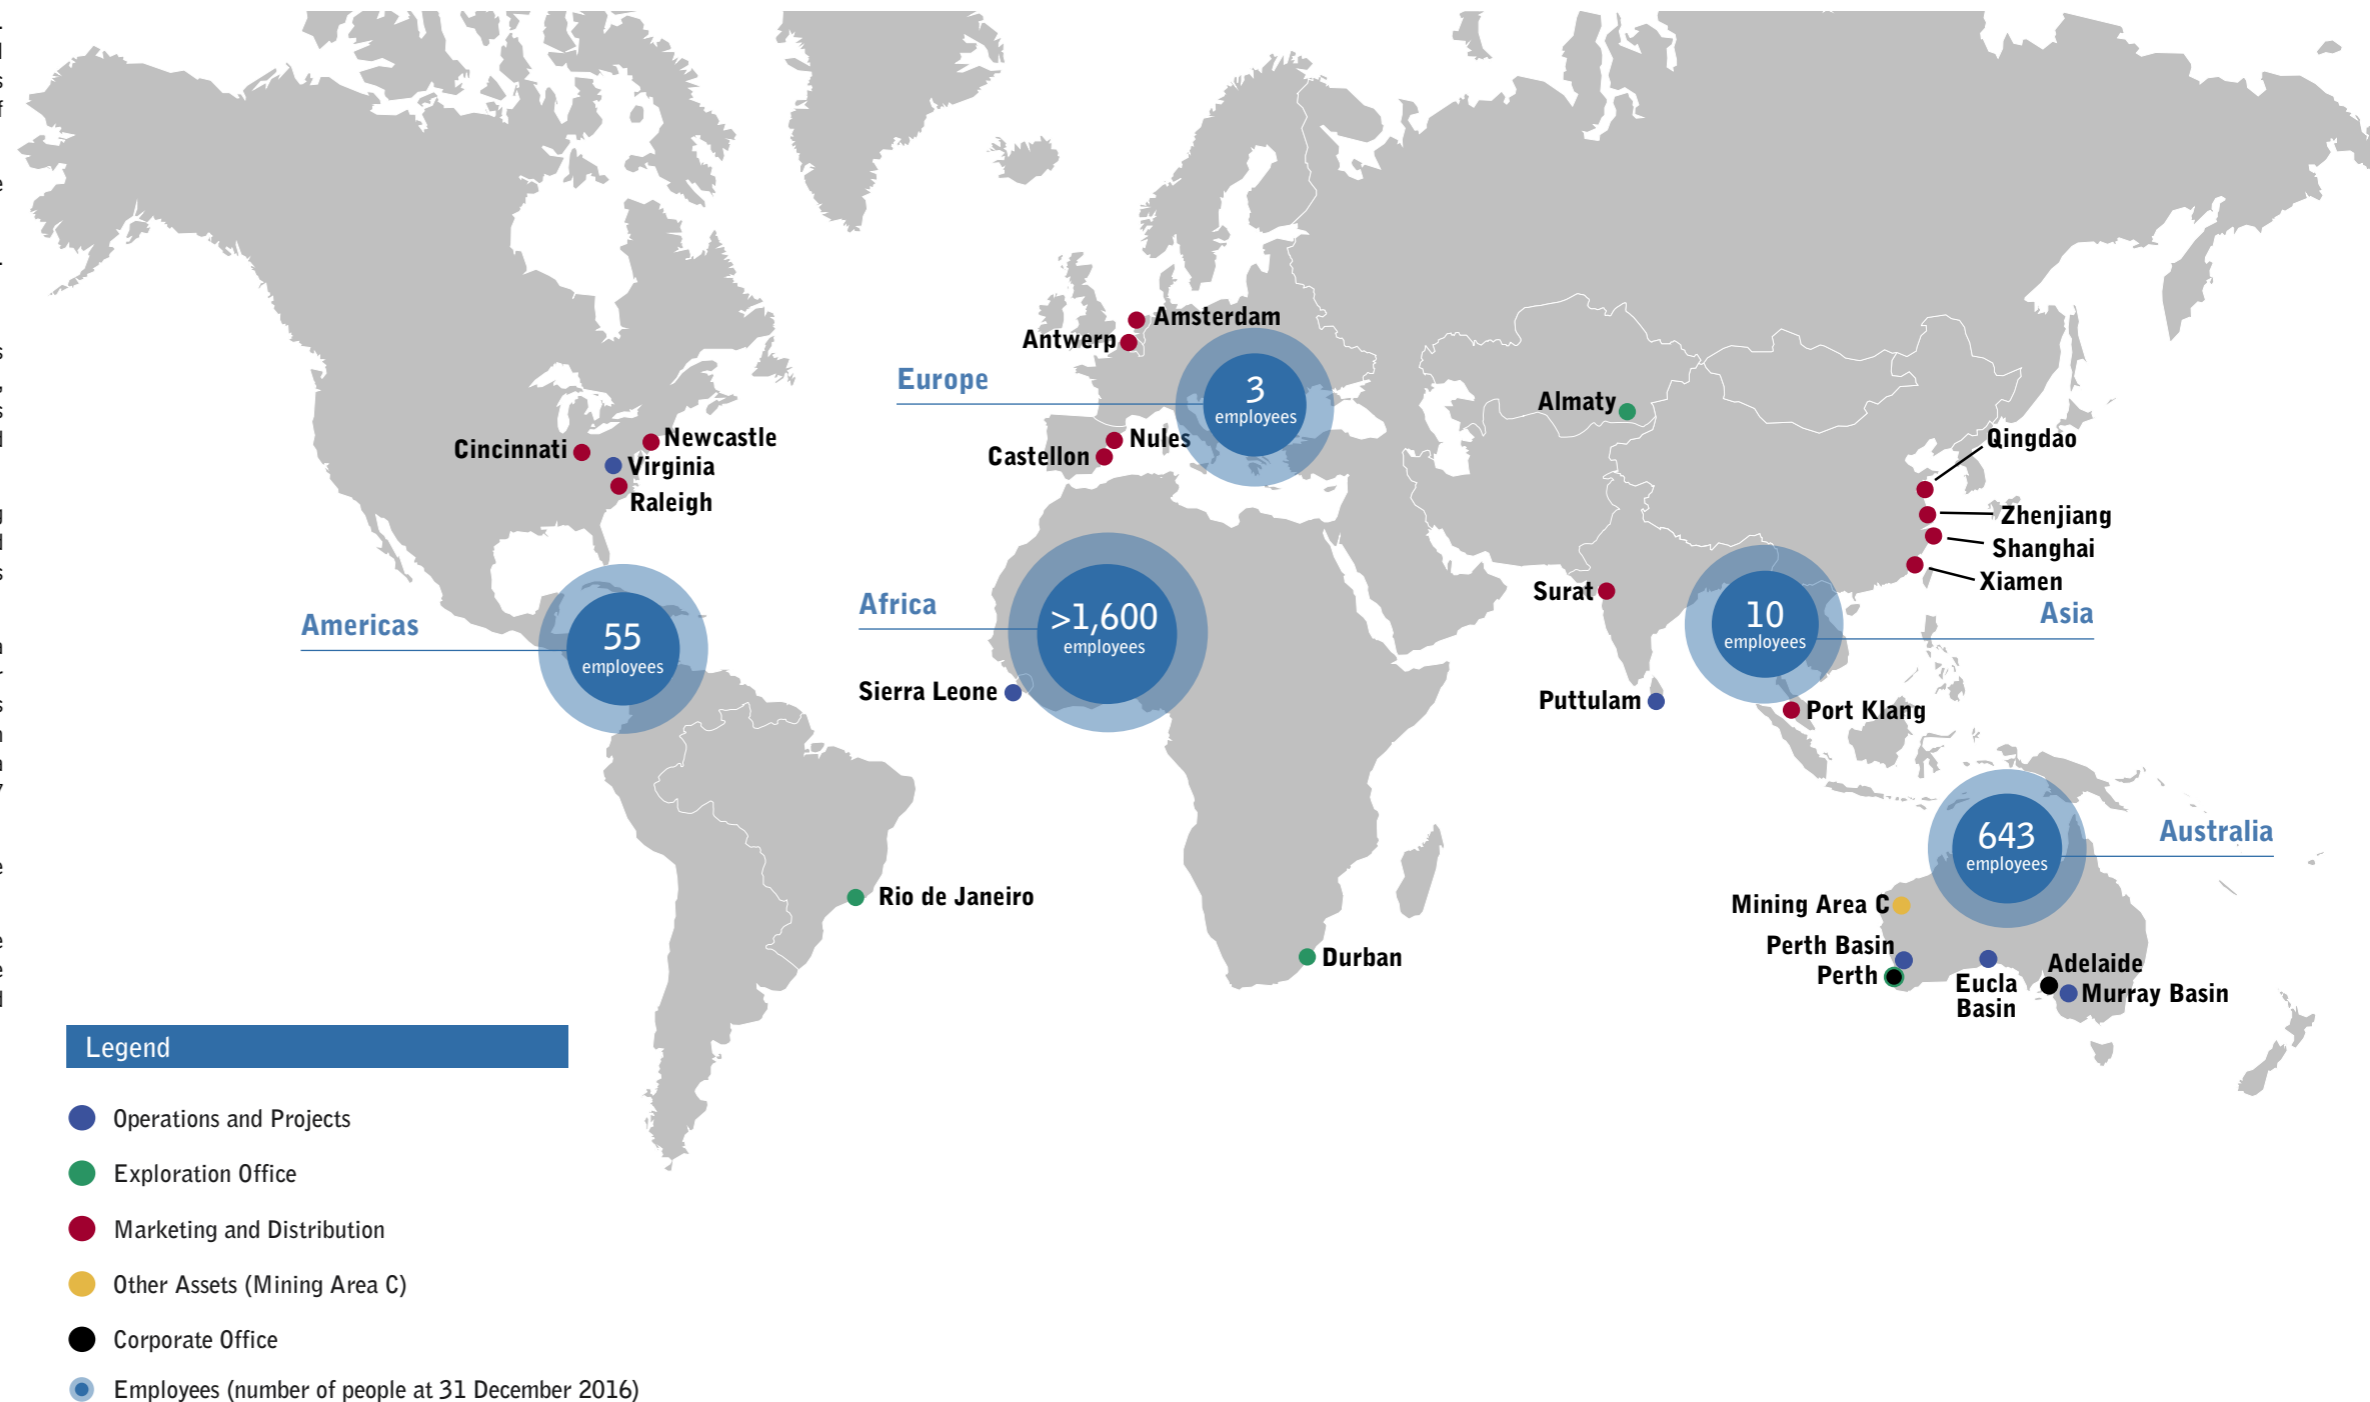 Amsterdam
Antwerp
Europe
3
employees
Almaty
Qingdao
Cincinnati
Newcastle
Virginia
Raleigh
Nules
Castellon
Zhenjiang
Shanghai
Xiamen
Surat
Americas
55
employees
Africa
>1,600
employees
10
employees
Asia
Sierra Leone
Puttulam
Port Klang
643
employees
Australia
Rio de Janeiro
Durban
Mining Area C
Perth Basin
Perth
Eucla
Basin
Adelaide
Murray Basin
Legend
Operations and Projects
Exploration Office
Marketing and Distribution
Other Assets (Mining Area C)
Corporate Office
Employees (number of people at 31 December 2016)